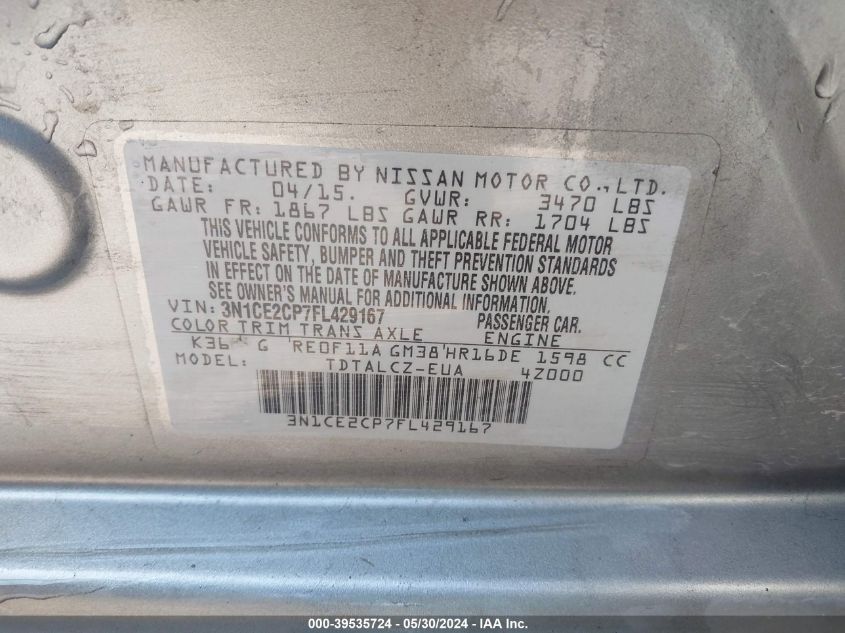 MANUFACTURED BY NISSAN MOTOR CO.,LTD.
DATE: 04/15. GVWR: 3470 LBS
GAWR FR: 1867 LBS GAWR RR: 1704 LBS
THIS VEHICLE CONFORMS TO ALL APPLICABLE FEDERAL MOTOR
VEHICLE SAFETY, BUMPER AND THEFT PREVENTION STANDARDS
IN EFFECT ON THE DATE OF MANUFACTURE SHOWN ABOVE.
SEE OWNER'S MANUAL FOR ADDITIONAL INFORMATION.
VIN: 3N1CE2CP7FL429167 PASSENGER CAR.
COLOR TRIM TRANS AXLE ENGINE
K36 G RE0F11A GM38 HR16DE 1598 CC
MODEL: TDTALCZ-EUA 4Z000
3N1CE2CP7FL429167
000-39535724 - 05/30/2024 - IAA Inc.